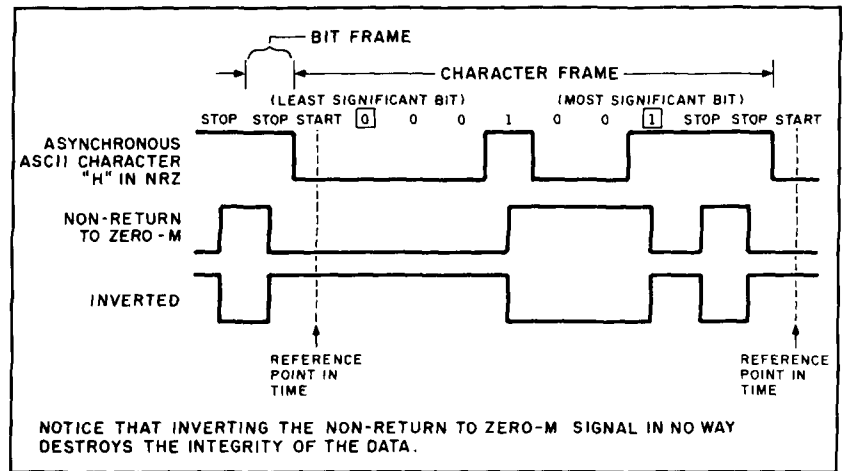 BIT FRAME
CHARACTER FRAME
(LEAST SIGNIFICANT BIT) (MOST SIGNIFICANT BIT)
STOP STOP START 0 0 0 1 0 0 1 STOP STOP START
ASYNCHRONOUS
ASCII CHARACTER
"H" IN NRZ
NON-RETURN
TO ZERO-M
INVERTED
REFERENCE
POINT IN
TIME
REFERENCE
POINT IN
TIME
NOTICE THAT INVERTING THE NON-RETURN TO ZERO-M SIGNAL IN NO WAY
DESTROYS THE INTEGRITY OF THE DATA.